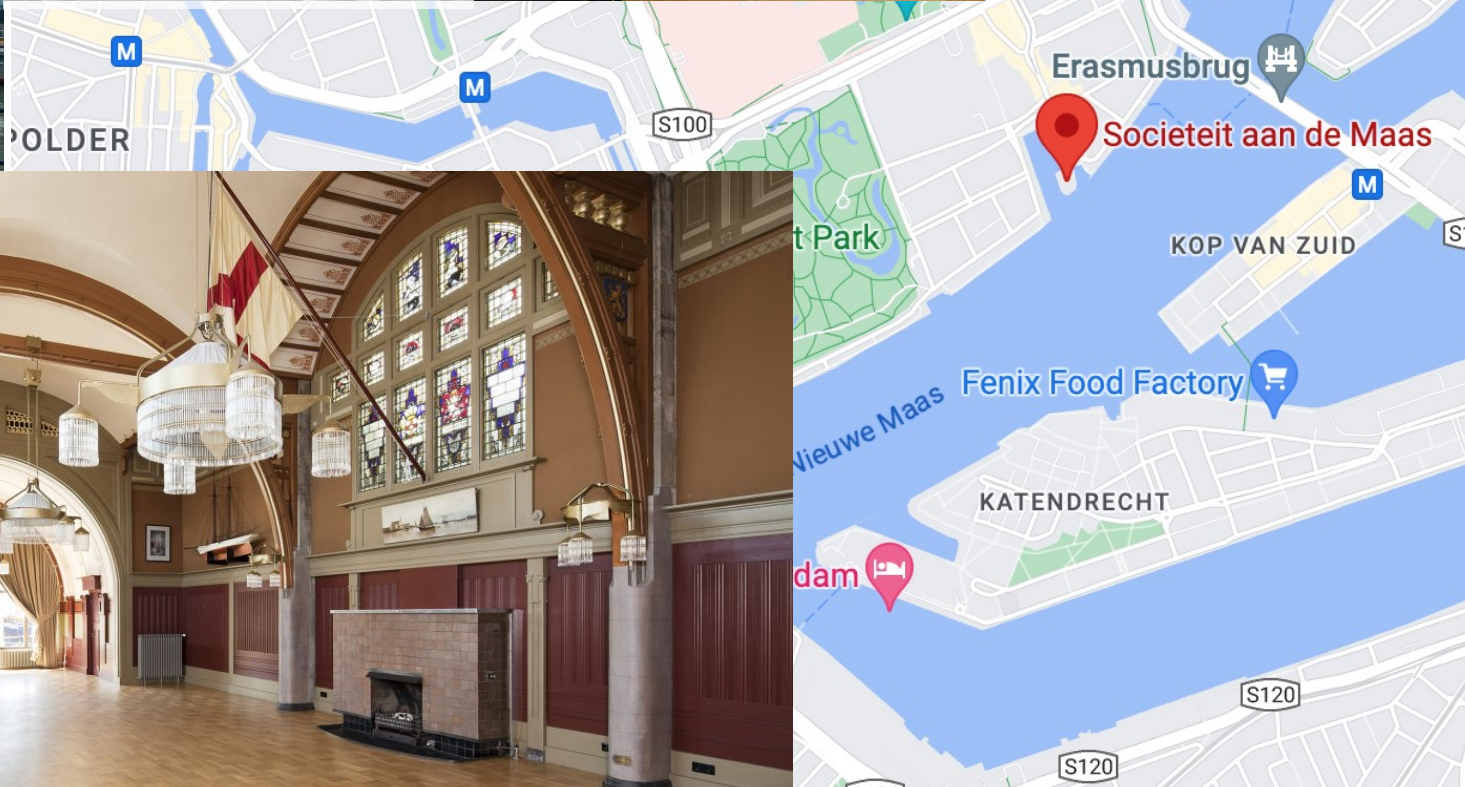 M
M
POLDER
S100
Erasmusbrug
Societeit aan de Maas
M
t Park
KOP VAN ZUID
Fenix Food Factory
Nieuwe Maas
KATENDRECHT
dam
S120
S120